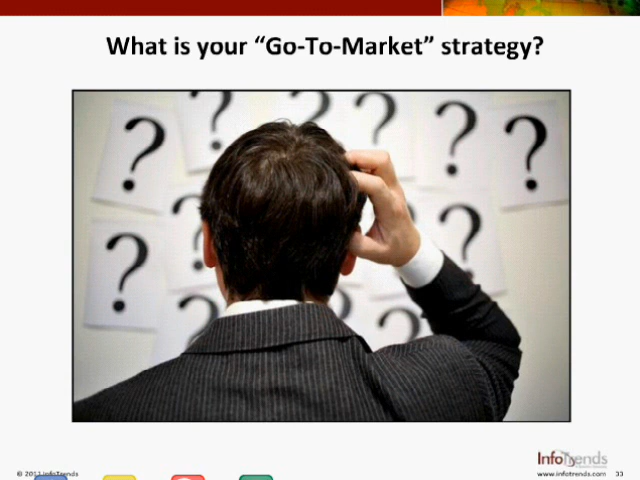 What is your “Go-To-Market” strategy?
? ? ? ? ? ?
? ? ?
? ?
InfoTrends
© 2011 InfoTrends
www.infotrends.com 33